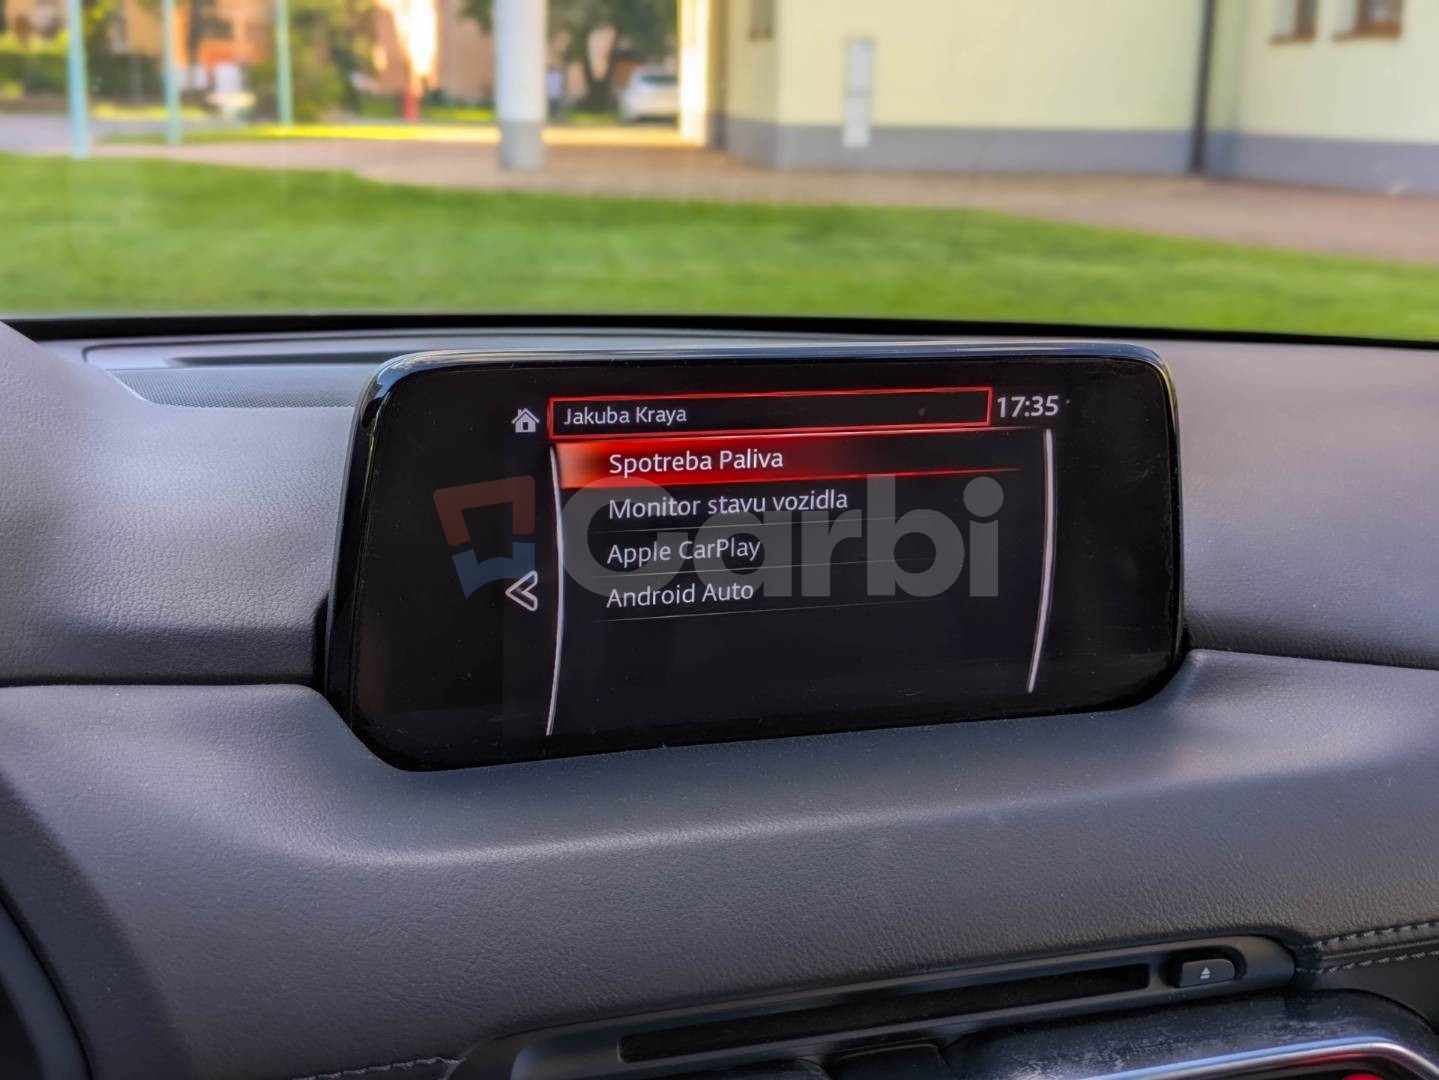 Jakuba Kraya
17:35
Spotreba Paliva
Monitor stavu vozidla
Apple CarPlay
Android Auto
Carbi